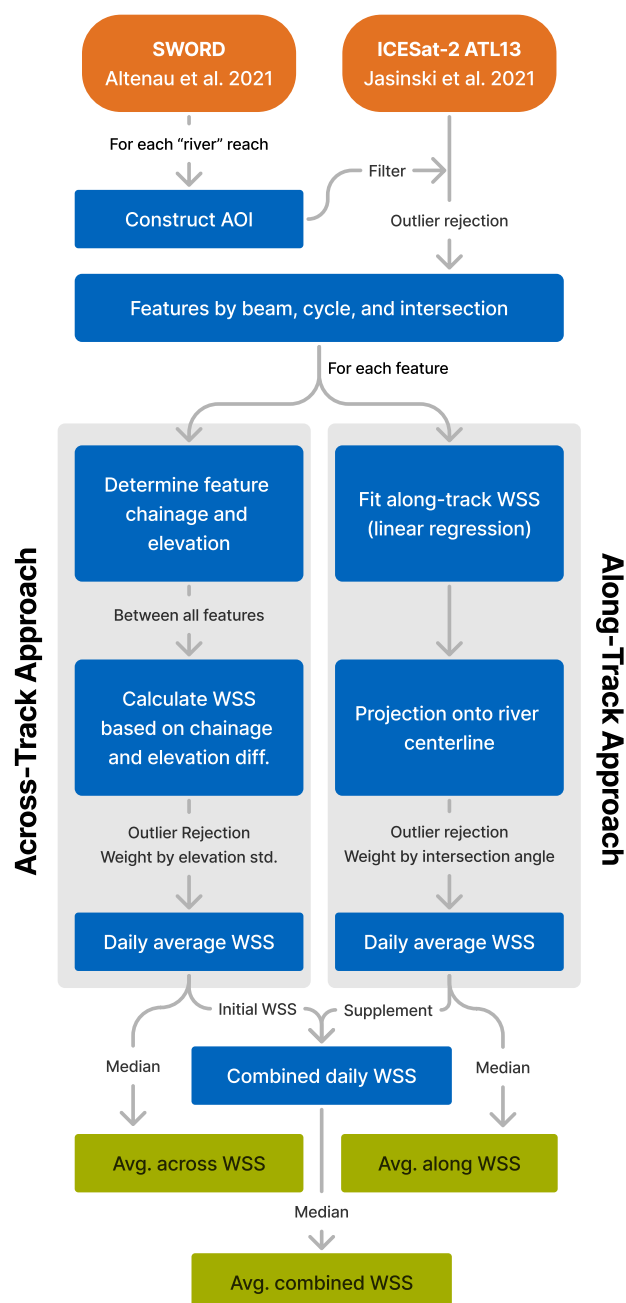 SWORD
Altenau et al. 2021
ICESat-2 ATL13
Jasinski et al. 2021
For each “river” reach
Filter
Construct AOI
Outlier rejection
Features by beam, cycle, and intersection
For each feature
Across-Track Approach
Determine feature
chainage and
elevation
Between all features
Calculate WSS
based on chainage
and elevation diff.
Outlier Rejection
Weight by elevation std.
Daily average WSS
Along-Track Approach
Fit along-track WSS
(linear regression)
Projection onto river
centerline
Outlier rejection
Weight by intersection angle
Daily average WSS
Initial WSS
Supplement
Median
Combined daily WSS
Median
Avg. across WSS
Avg. along WSS
Median
Avg. combined WSS